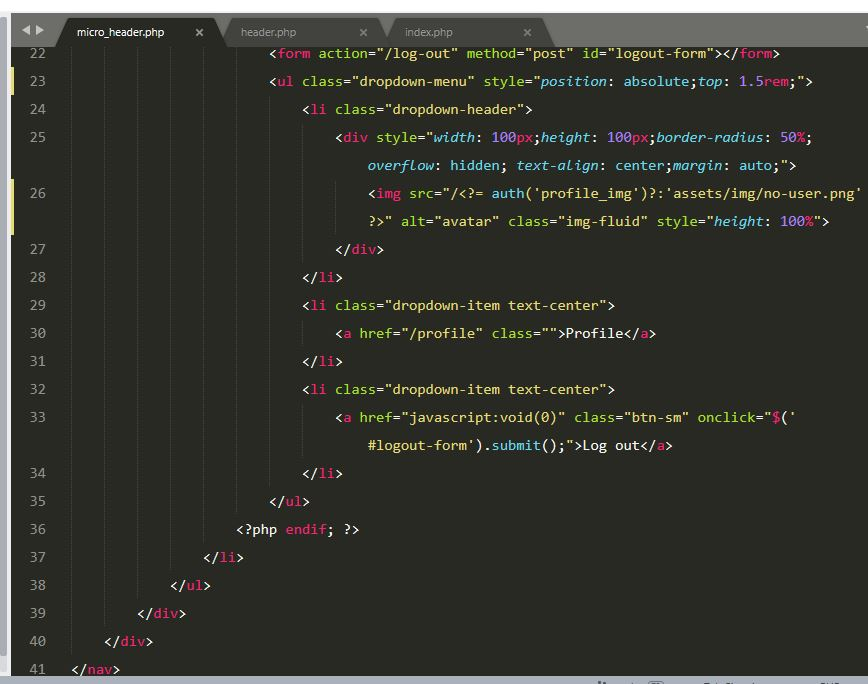 micro_header.php × header.php × index.php ×
22 <form action="/log-out" method="post" id="logout-form"></form>
23 <ul class="dropdown-menu" style="position: absolute;top: 1.5rem;">
24 <li class="dropdown-header">
25 <div style="width: 100px;height: 100px;border-radius: 50%;
overflow: hidden; text-align: center;margin: auto;">
26 <img src="/<?= auth('profile_img')?:'assets/img/no-user.png'
?>" alt="avatar" class="img-fluid" style="height: 100%">
27 </div>
28 </li>
29 <li class="dropdown-item text-center">
30 <a href="/profile" class="">Profile</a>
31 </li>
32 <li class="dropdown-item text-center">
33 <a href="javascript:void(0)" class="btn-sm" onclick="$('
#logout-form').submit();">Log out</a>
34 </li>
35 </ul>
36 <?php endif; ?>
37 </li>
38 </ul>
39 </div>
40 </div>
41 </nav>